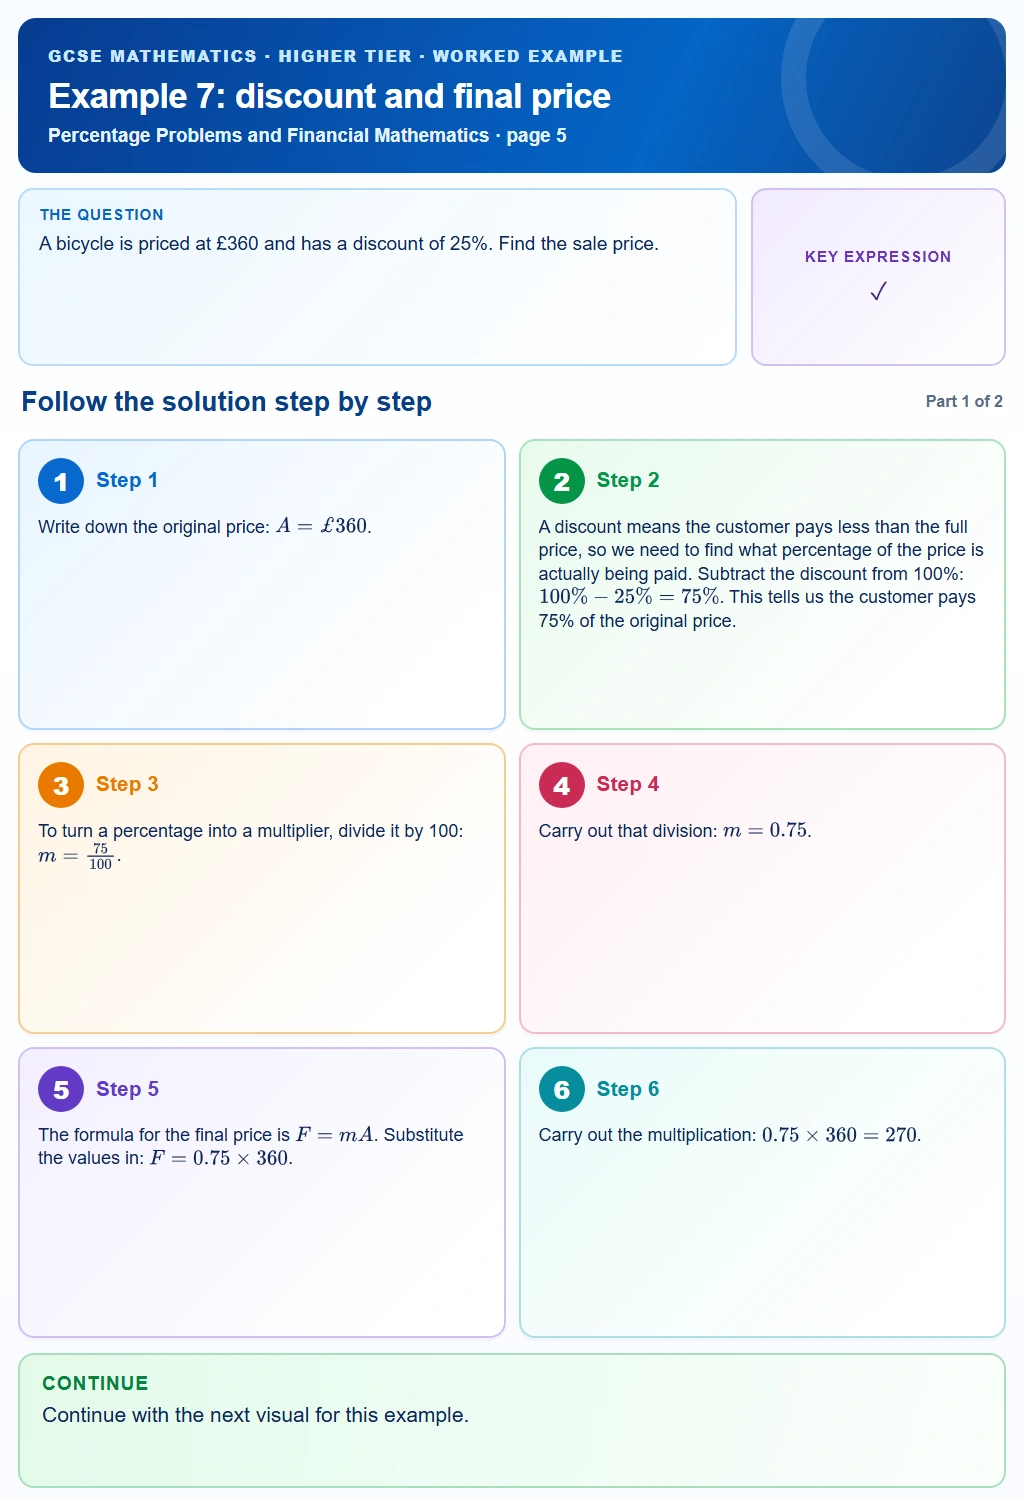 GCSE MATHEMATICS · HIGHER TIER · WORKED EXAMPLE
Example 7: discount and final price
Percentage Problems and Financial Mathematics · page 5
THE QUESTION
A bicycle is priced at £360 and has a discount of 25%. Find the sale price.
KEY EXPRESSION
✓
Follow the solution step by step
Part 1 of 2
1 Step 1
Write down the original price: A = £360.
2 Step 2
A discount means the customer pays less than the full
price, so we need to find what percentage of the price is
actually being paid. Subtract the discount from 100%:
100% − 25% = 75%. This tells us the customer pays
75% of the original price.
3 Step 3
To turn a percentage into a multiplier, divide it by 100:
m = 75/100.
4 Step 4
Carry out that division: m = 0.75.
5 Step 5
The formula for the final price is F = mA. Substitute
the values in: F = 0.75 × 360.
6 Step 6
Carry out the multiplication: 0.75 × 360 = 270.
CONTINUE
Continue with the next visual for this example.